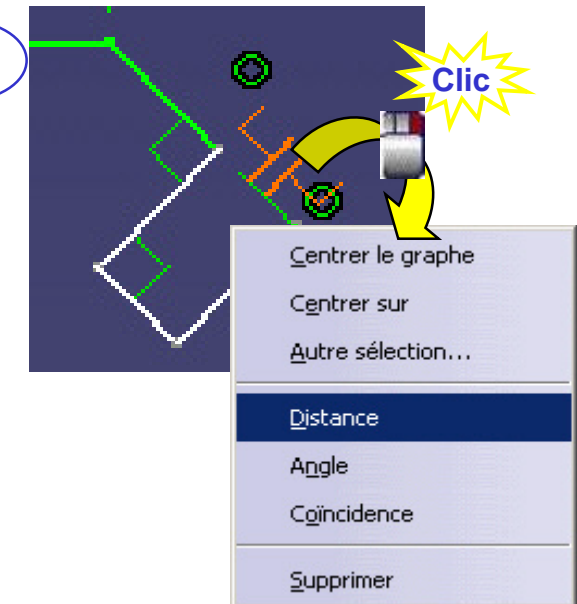 Clic
Centrer le graphe
Centrer sur
Autre sélection...
Distance
Angle
Coïncidence
Supprimer